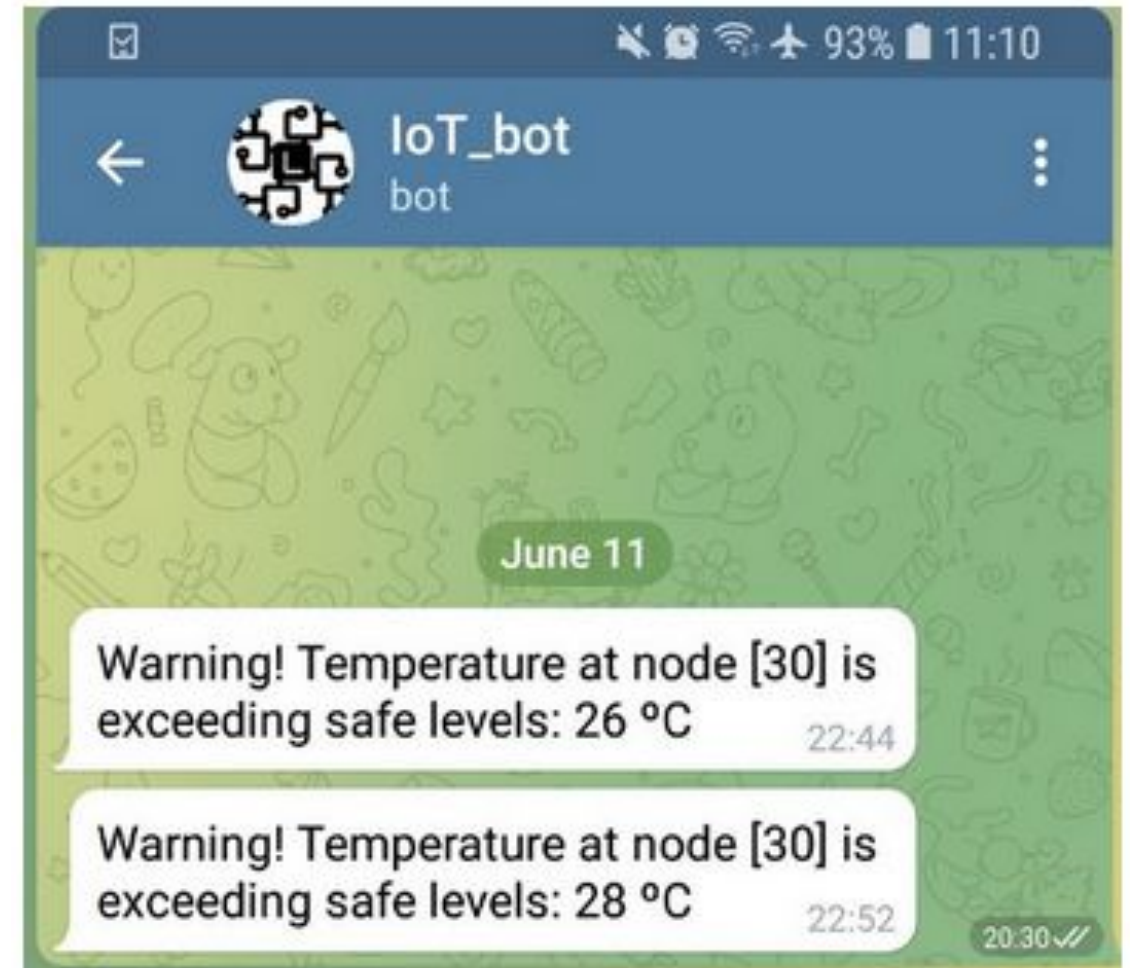 93% 11:10
IoT_bot
bot
June 11
Warning! Temperature at node [30] is
exceeding safe levels: 26 ºC
22:44
Warning! Temperature at node [30] is
exceeding safe levels: 28 ºC
22:52
20:30